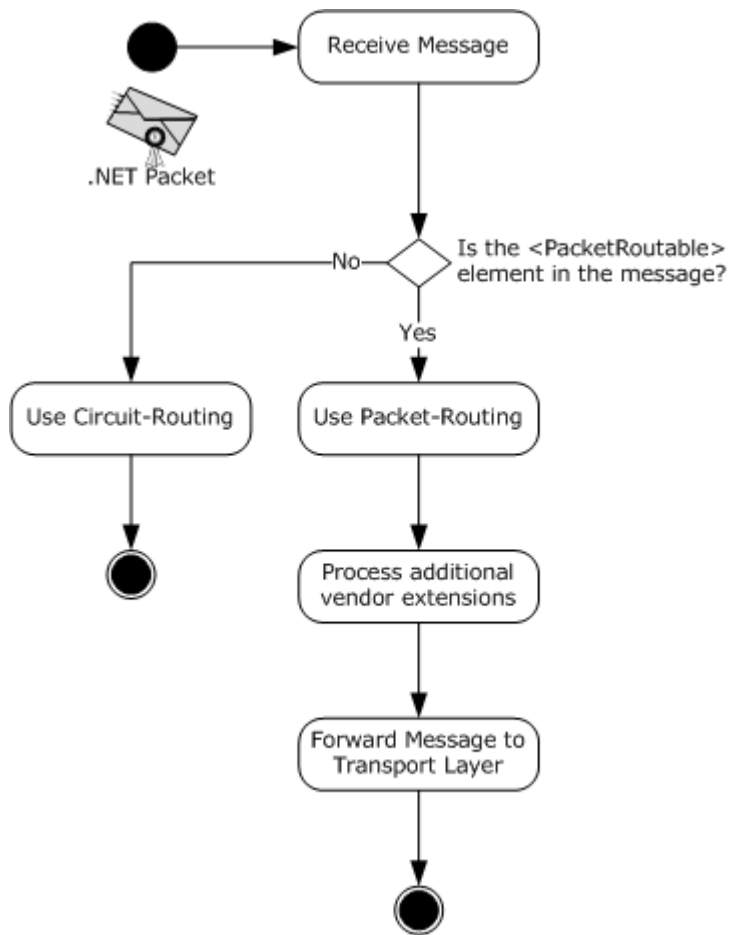 Receive Message
.NET Packet
Is the <PacketRoutable>
element in the message?
No
Yes
Use Circuit-Routing
Use Packet-Routing
Process additional
vendor extensions
Forward Message to
Transport Layer